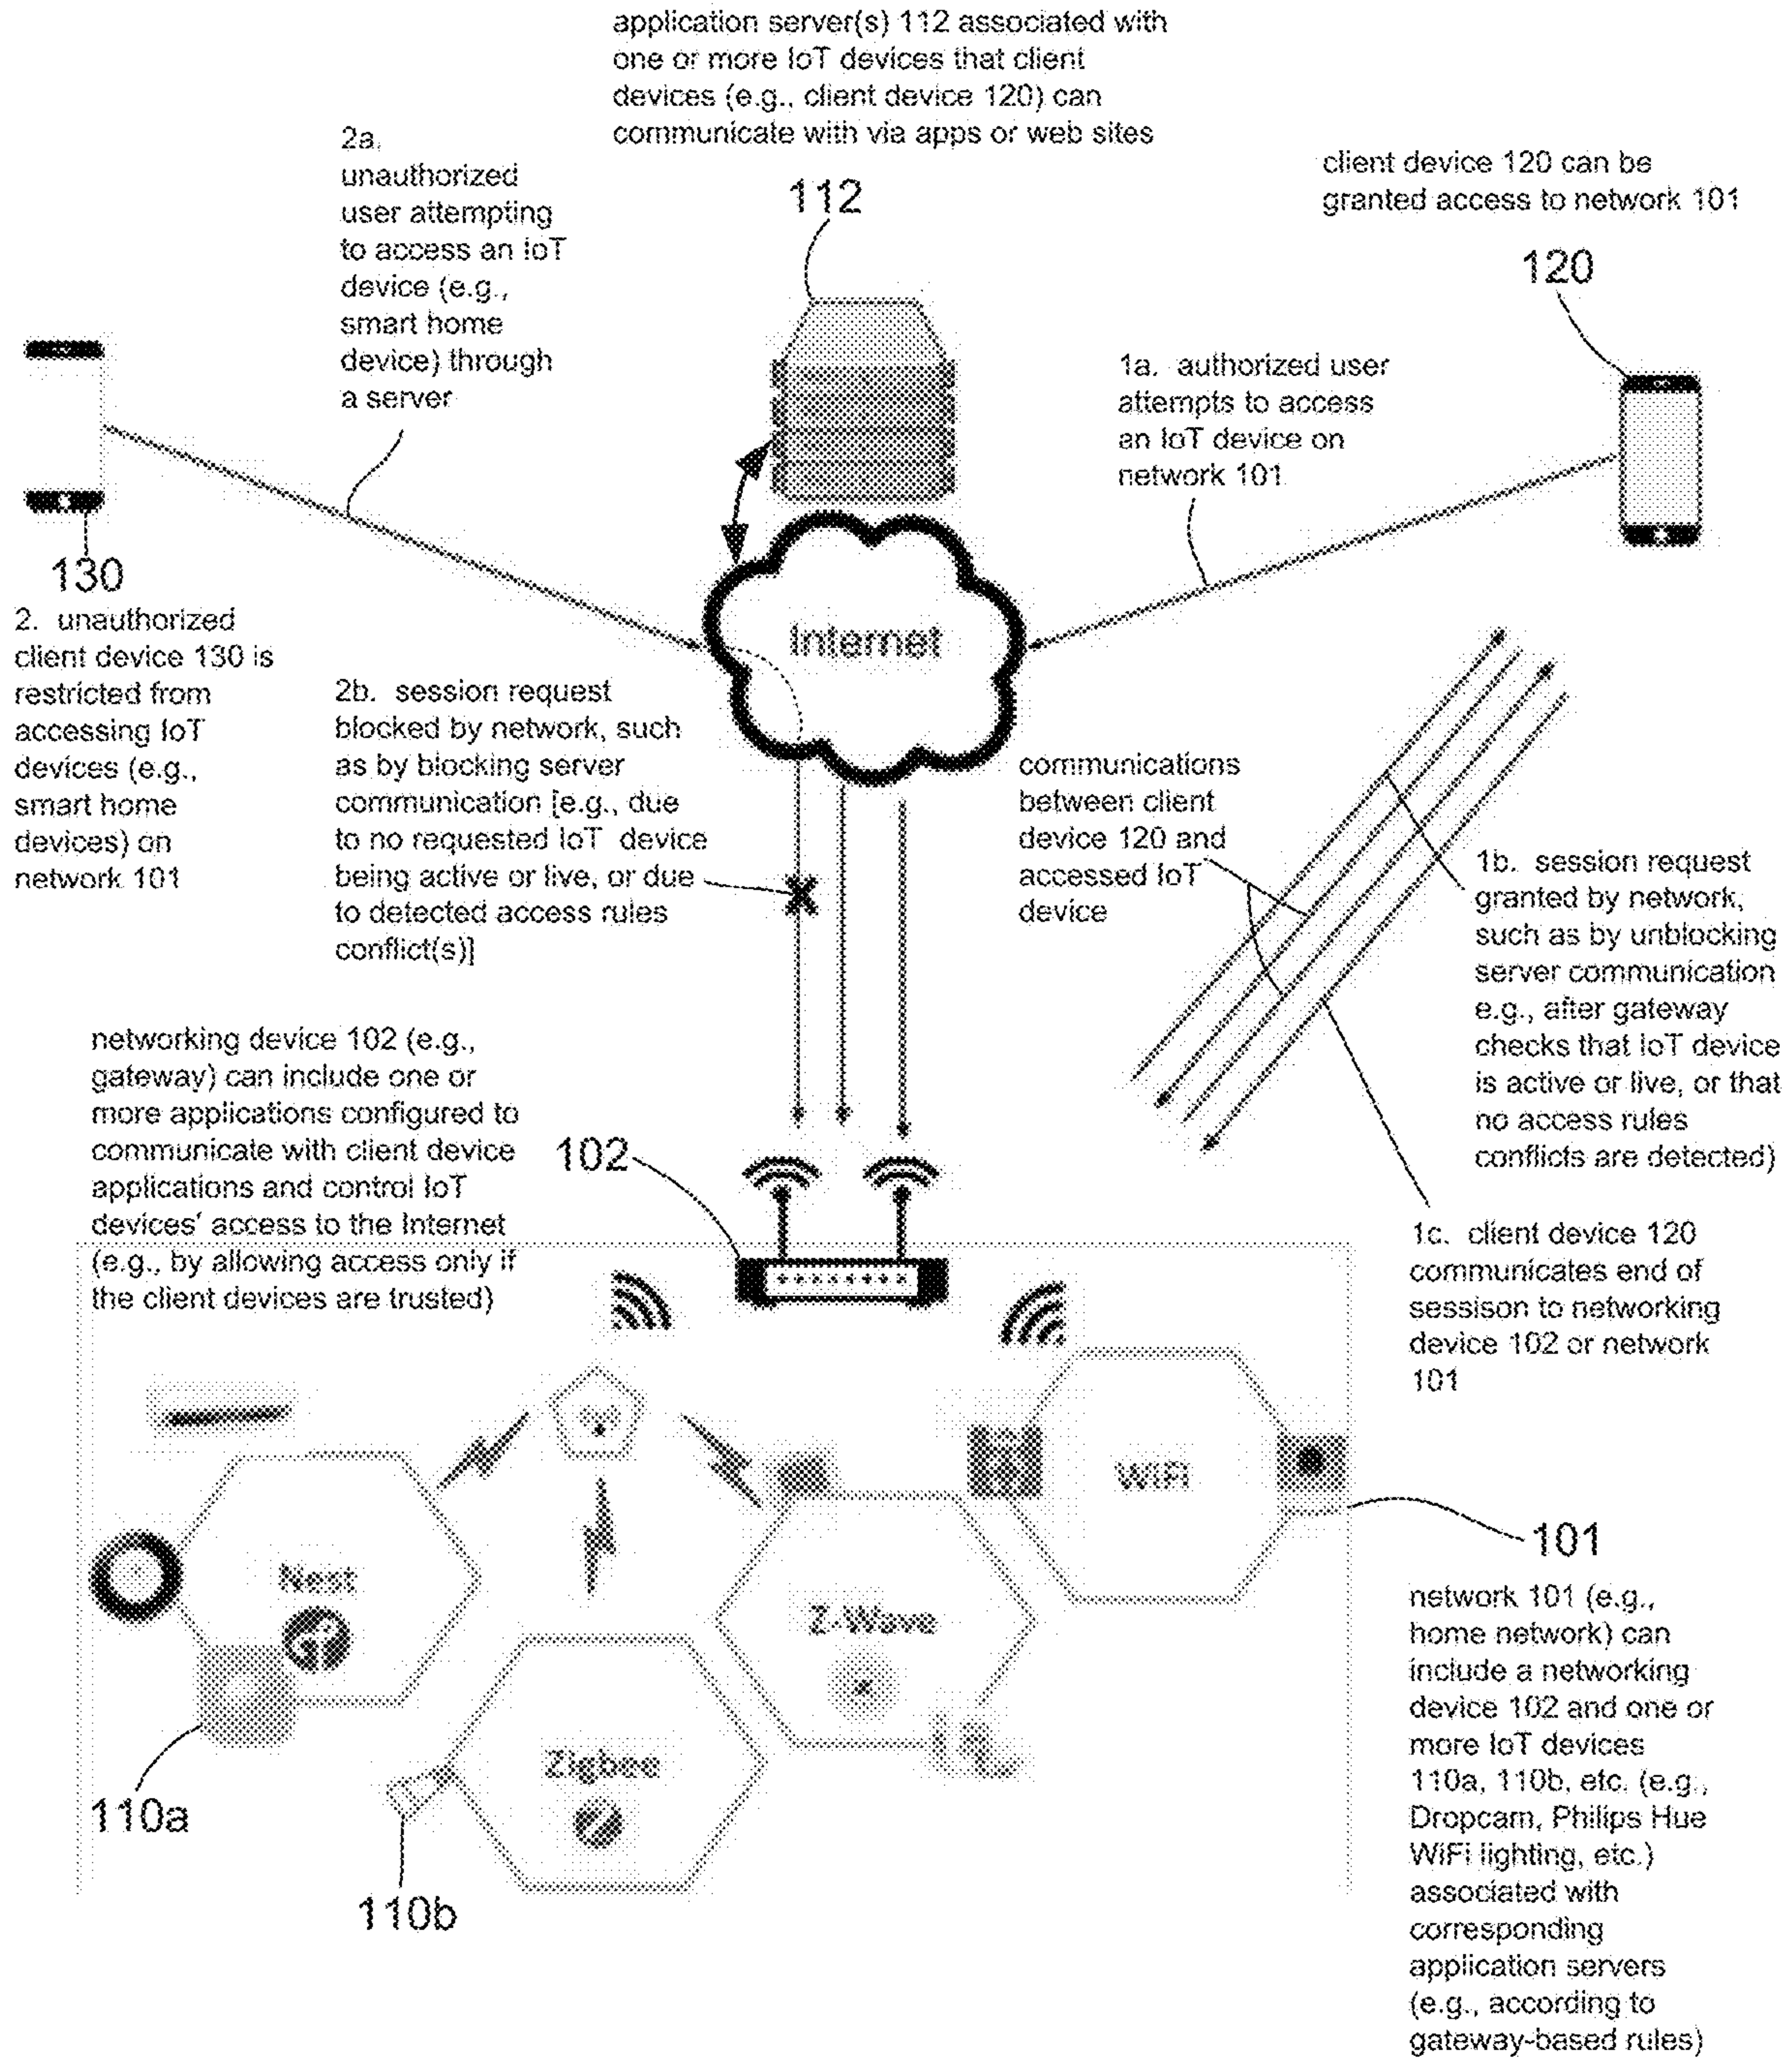 application server(s) 112 associated with
one or more IoT devices that client
devices (e.g., client device 120) can
communicate with via apps or web sites
112
2a.
unauthorized
user attempting
to access an IoT
device (e.g.,
smart home
device) through
a server
client device 120 can be
granted access to network 101
120
1a. authorized user
attempts to access
an IoT device on
network 101
130
2. unauthorized
client device 130 is
restricted from
accessing IoT
devices (e.g.,
smart home
devices) on
network 101
Internet
2b. session request
blocked by network, such
as by blocking server
communication [e.g., due
to no requested IoT device
being active or live, or due
to detected access rules
conflict(s)]
communications
between client
device 120 and
accessed IoT
device
1b. session request
granted by network,
such as by unblocking
server communication
e.g., after gateway
checks that IoT device
is active or live, or that
no access rules
conflicts are detected)
networking device 102 (e.g.,
gateway) can include one or
more applications configured to
communicate with client device
applications and control IoT
devices' access to the Internet
(e.g., by allowing access only if
the client devices are trusted)
102
1c. client device 120
communicates end of
sessison to networking
device 102 or network
101
WiFi
Nest
Z-Wave
Zigbee
110a
110b
101
network 101 (e.g.,
home network) can
include a networking
device 102 and one or
more IoT devices
110a, 110b, etc. (e.g.,
Dropcam, Philips Hue
WiFi lighting, etc.)
associated with
corresponding
application servers
(e.g., according to
gateway-based rules)